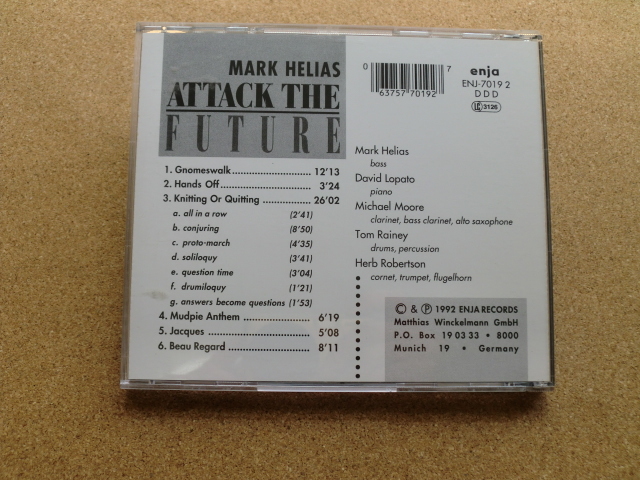 MARK HELIAS
ATTACK THE
FUTURE
1. Gnomeswalk.......................... 12'13
2. Hands Off............................ 3'24
3. Knitting Or Quitting ............... 26'02
a. all in a row (2'41)
b. conjuring (8'50)
c. proto-march (4'35)
d. soliloquy (3'41)
e. question time (3'04)
f. drumiloquy (1'21)
g. answers become questions (1'53)
4. Mudpie Anthem ..................... 6'19
5. Jacques ............................... 5'08
6. Beau Regard ......................... 8'11
0 63757 70192 7
enja
ENJ-7019 2
D D D
LC 3126
Mark Helias
bass
David Lopato
piano
Michael Moore
clarinet, bass clarinet, alto saxophone
Tom Rainey
drums, percussion
Herb Robertson
cornet, trumpet, flugelhorn
© & ℗ 1992 ENJA RECORDS
Matthias Winckelmann GmbH
P.O. Box 19 03 33 • 8000
Munich 19 • Germany